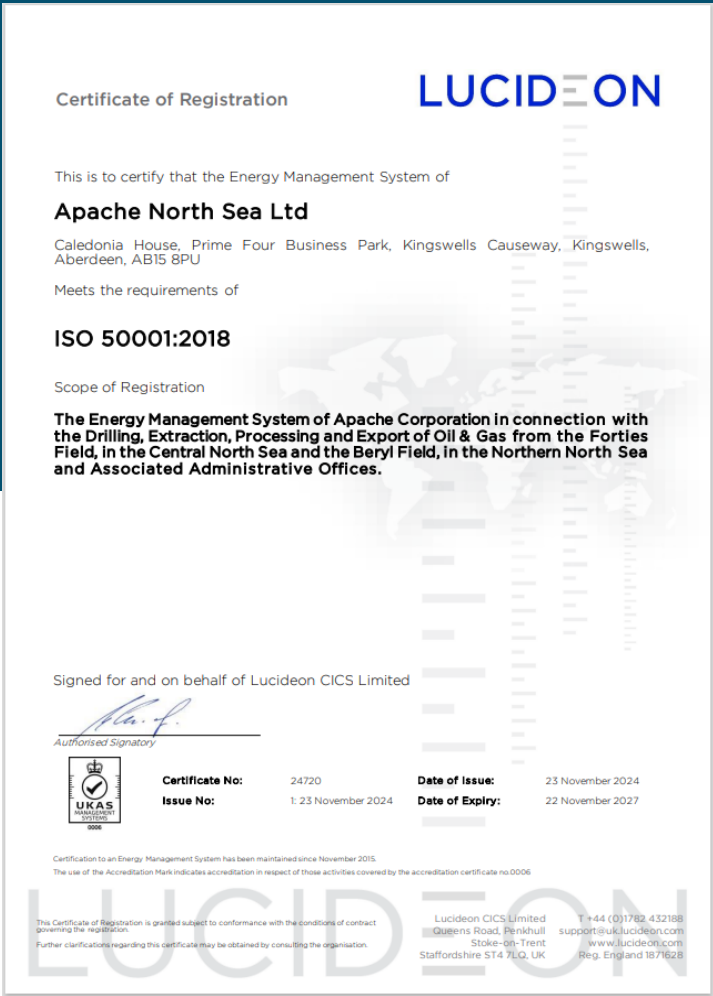 Certificate of Registration
LUCIDEON
This is to certify that the Energy Management System of
Apache North Sea Ltd
Caledonia House, Prime Four Business Park, Kingswells Causeway, Kingswells,
Aberdeen, AB15 8PU
Meets the requirements of
ISO 50001:2018
Scope of Registration
The Energy Management System of Apache Corporation in connection with
the Drilling, Extraction, Processing and Export of Oil & Gas from the Forties
Field, in the Central North Sea and the Beryl Field, in the Northern North Sea
and Associated Administrative Offices.
Signed for and on behalf of Lucideon CICS Limited
Authorised Signatory
UKAS
MANAGEMENT
SYSTEMS
0006
Certificate No: 24720 Date of Issue: 23 November 2024
Issue No: 1: 23 November 2024 Date of Expiry: 22 November 2027
Certification to an Energy Management System has been maintained since November 2015.
The use of the Accreditation Mark indicates accreditation in respect of those activities covered by the accreditation certificate no.0006
LUCIDEON
This Certificate of Registration is granted subject to conformance with the conditions of contract
governing the registration.
Further clarifications regarding this certificate may be obtained by consulting the organisation.
Lucideon CICS Limited
Queens Road, Penkhull
Stoke-on-Trent
Staffordshire ST4 7LQ, UK
T +44 (0)1782 432188
support@uk.lucideon.com
www.lucideon.com
Reg. England 1871628